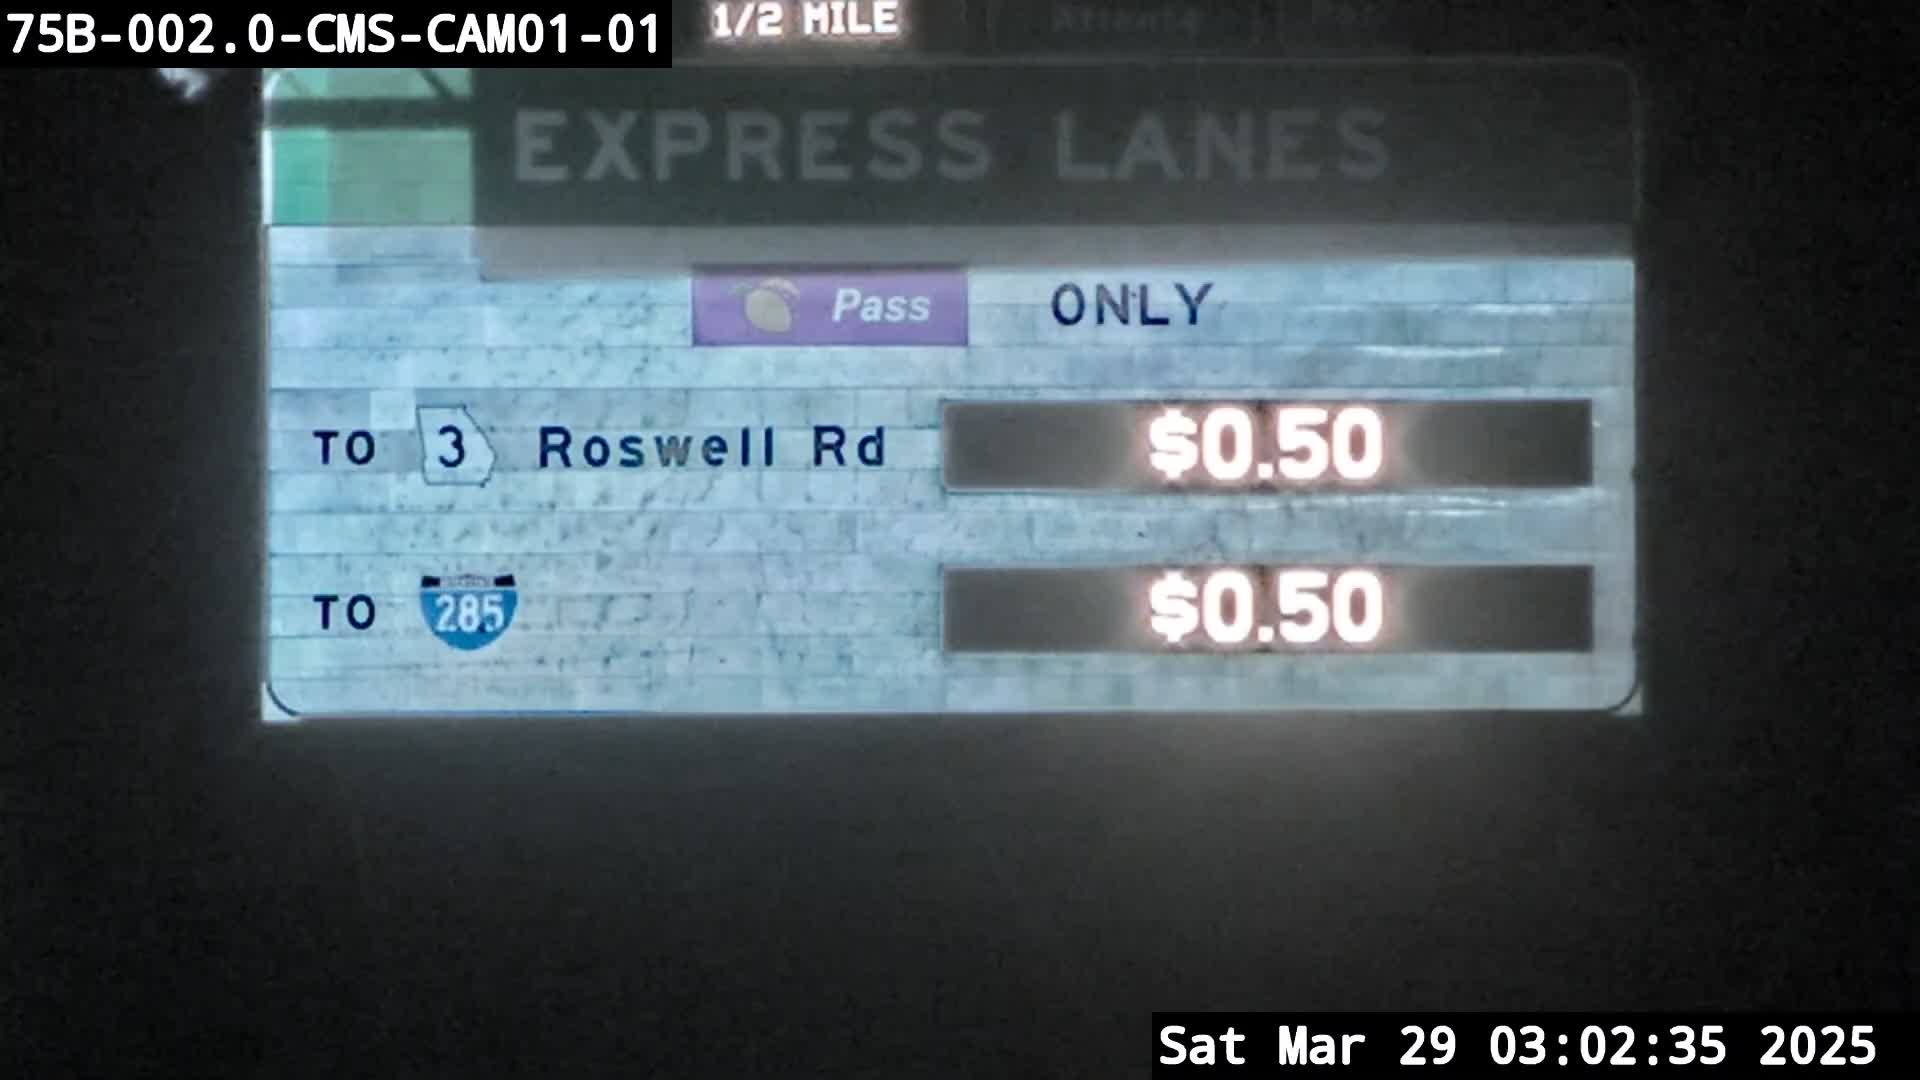 75B-002.0-CMS-CAM01-01
1/2 MILE
EXPRESS LANES
Pass ONLY
TO 3 Roswell Rd $0.50
TO 285 $0.50
Sat Mar 29 03:02:35 2025